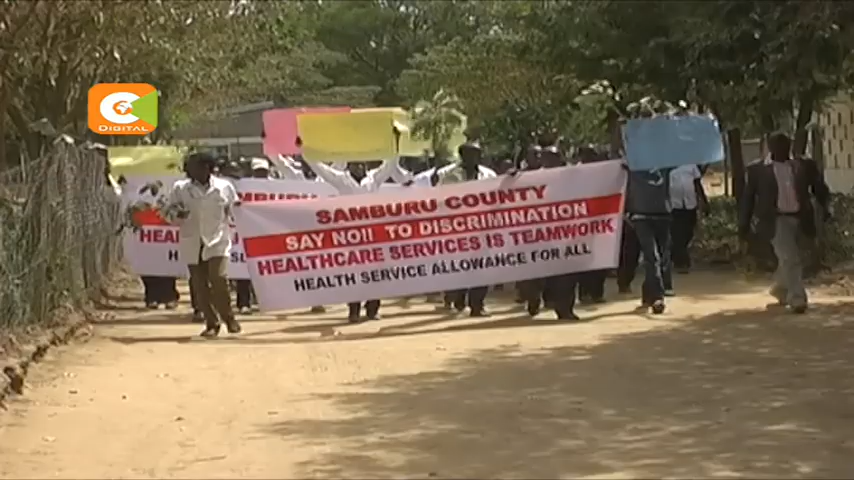 C
DIGITAL
SAMBURU COUNTY
SAY NO!! TO DISCRIMINATION
HEALTHCARE SERVICES IS TEAMWORK
HEALTH SERVICE ALLOWANCE FOR ALL